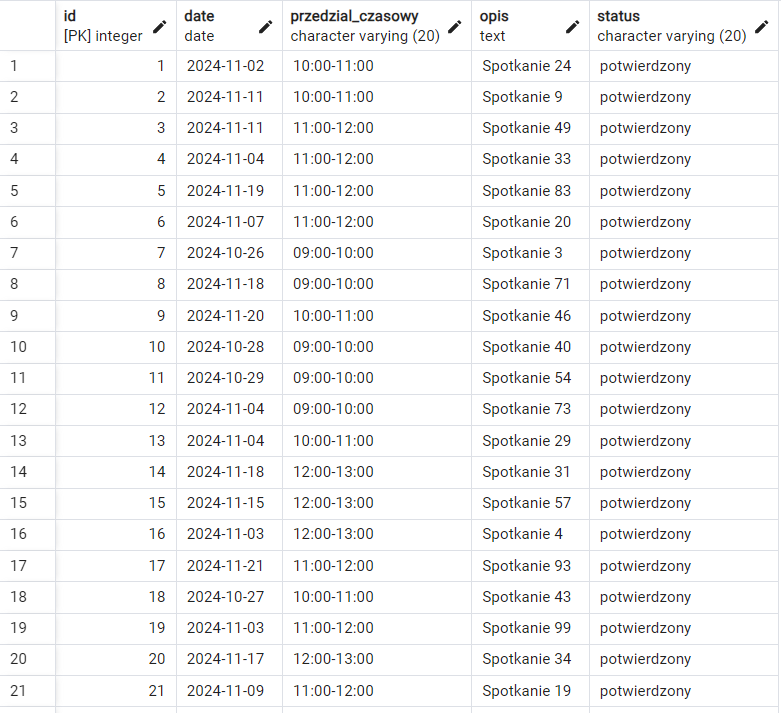 id date przedzial_czasowy opis status
[PK] integer date character varying (20) text character varying (20)
1 1 2024-11-02 10:00-11:00 Spotkanie 24 potwierdzony
2 2 2024-11-11 10:00-11:00 Spotkanie 9 potwierdzony
3 3 2024-11-11 11:00-12:00 Spotkanie 49 potwierdzony
4 4 2024-11-04 11:00-12:00 Spotkanie 33 potwierdzony
5 5 2024-11-19 11:00-12:00 Spotkanie 83 potwierdzony
6 6 2024-11-07 11:00-12:00 Spotkanie 20 potwierdzony
7 7 2024-10-26 09:00-10:00 Spotkanie 3 potwierdzony
8 8 2024-11-18 09:00-10:00 Spotkanie 71 potwierdzony
9 9 2024-11-20 10:00-11:00 Spotkanie 46 potwierdzony
10 10 2024-10-28 09:00-10:00 Spotkanie 40 potwierdzony
11 11 2024-10-29 09:00-10:00 Spotkanie 54 potwierdzony
12 12 2024-11-04 09:00-10:00 Spotkanie 73 potwierdzony
13 13 2024-11-04 10:00-11:00 Spotkanie 29 potwierdzony
14 14 2024-11-18 12:00-13:00 Spotkanie 31 potwierdzony
15 15 2024-11-15 12:00-13:00 Spotkanie 57 potwierdzony
16 16 2024-11-03 12:00-13:00 Spotkanie 4 potwierdzony
17 17 2024-11-21 11:00-12:00 Spotkanie 93 potwierdzony
18 18 2024-10-27 10:00-11:00 Spotkanie 43 potwierdzony
19 19 2024-11-03 11:00-12:00 Spotkanie 99 potwierdzony
20 20 2024-11-17 12:00-13:00 Spotkanie 34 potwierdzony
21 21 2024-11-09 11:00-12:00 Spotkanie 19 potwierdzony